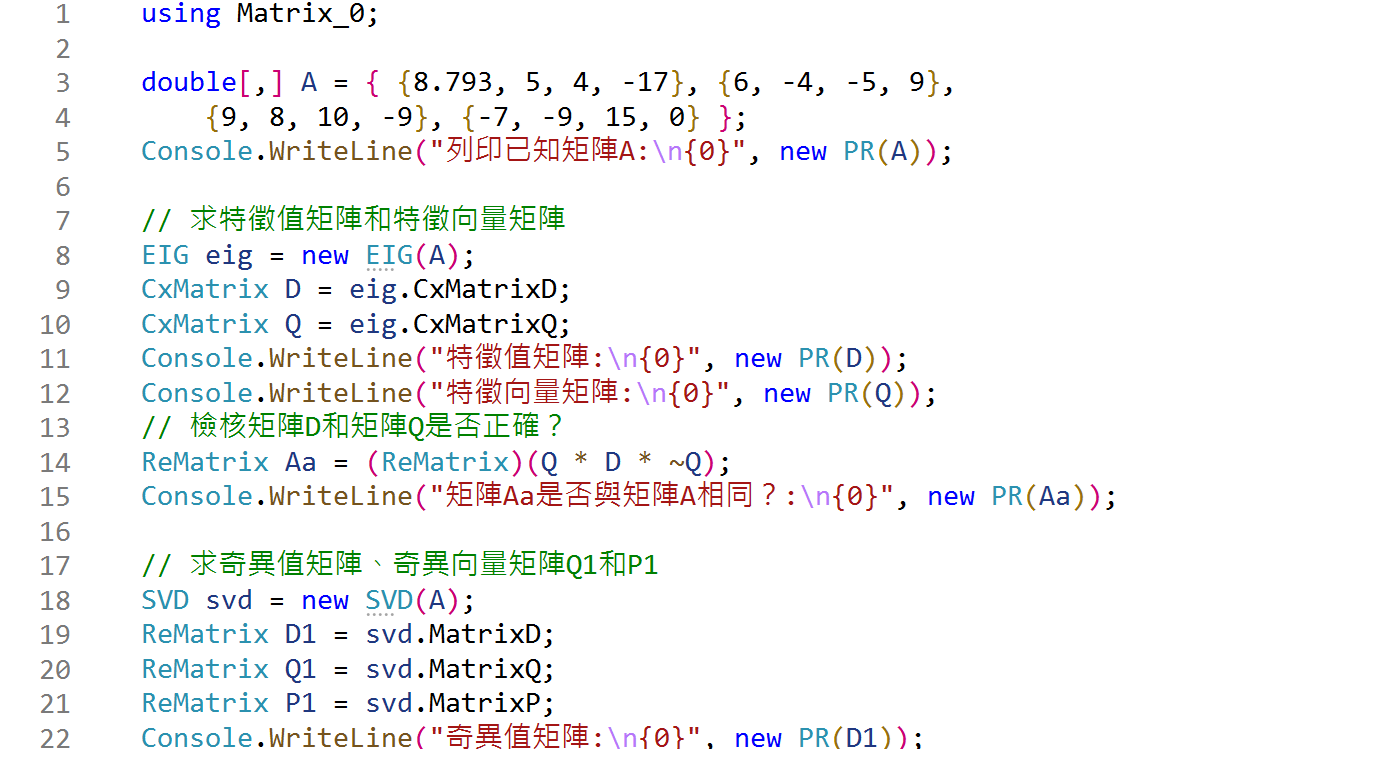 1 using Matrix_0;
2
3 double[,] A = { {8.793, 5, 4, -17}, {6, -4, -5, 9},
4 {9, 8, 10, -9}, {-7, -9, 15, 0} };
5 Console.WriteLine("列印已知矩陣A:\n{0}", new PR(A));
6
7 // 求特徵值矩陣和特徵向量矩陣
8 EIG eig = new EIG(A);
9 CxMatrix D = eig.CxMatrixD;
10 CxMatrix Q = eig.CxMatrixQ;
11 Console.WriteLine("特徵值矩陣:\n{0}", new PR(D));
12 Console.WriteLine("特徵向量矩陣:\n{0}", new PR(Q));
13 // 檢核矩陣D和矩陣Q是否正確？
14 ReMatrix Aa = (ReMatrix)(Q * D * ~Q);
15 Console.WriteLine("矩陣Aa是否與矩陣A相同？:\n{0}", new PR(Aa));
16
17 // 求奇異值矩陣、奇異向量矩陣Q1和P1
18 SVD svd = new SVD(A);
19 ReMatrix D1 = svd.MatrixD;
20 ReMatrix Q1 = svd.MatrixQ;
21 ReMatrix P1 = svd.MatrixP;
22 Console.WriteLine("奇異值矩陣:\n{0}", new PR(D1));